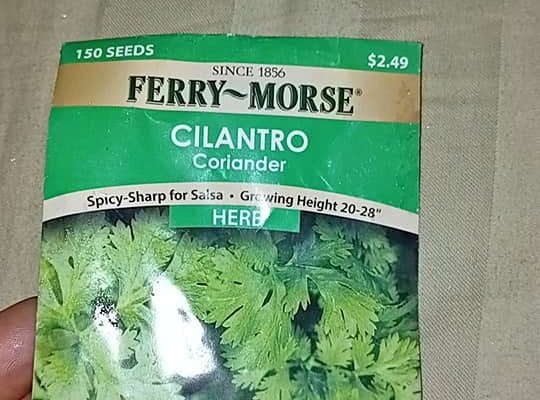 150 SEEDS
$2.49
SINCE 1856
FERRY~MORSE®
CILANTRO
Coriander
Spicy-Sharp for Salsa • Growing Height 20-28"
HERE